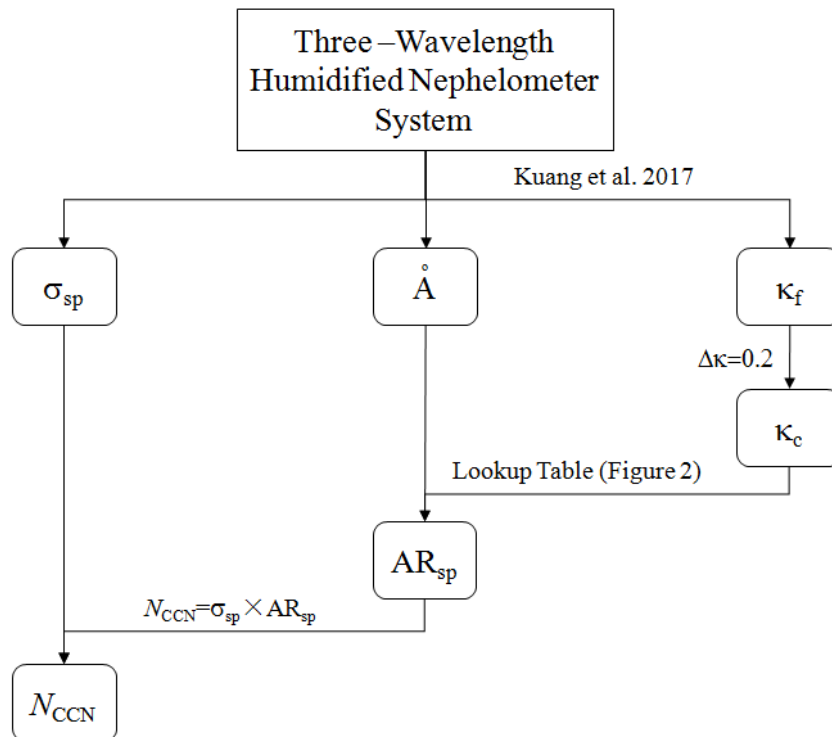 Three –Wavelength
Humidified Nephelometer
System
Kuang et al. 2017
σsp
Å
κf
Δκ=0.2
κc
Lookup Table (Figure 2)
ARsp
NCCN=σsp×ARsp
NCCN